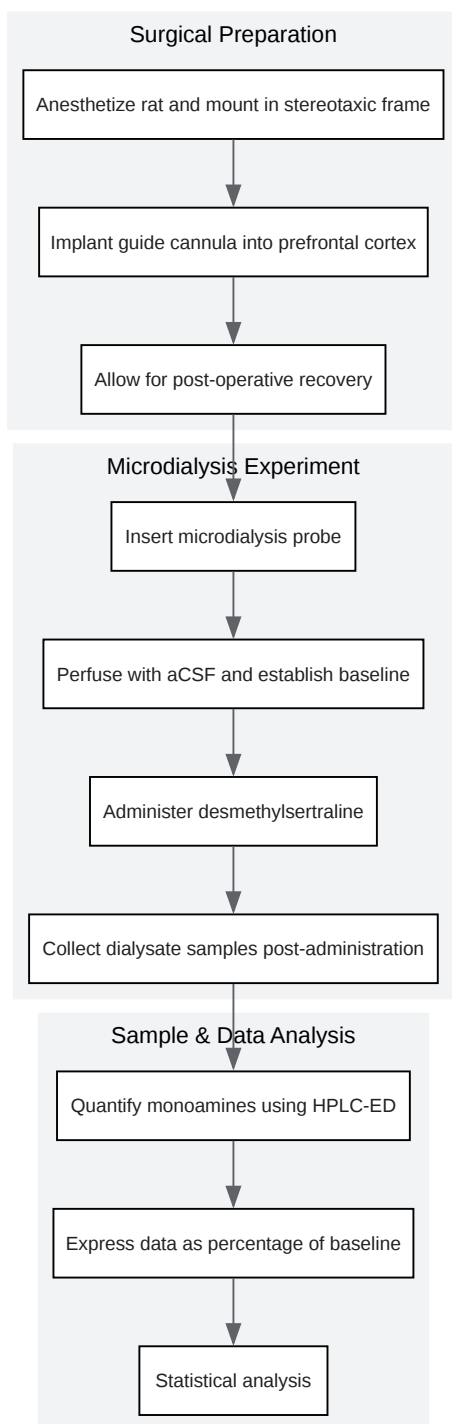 Surgical Preparation
Anesthetize rat and mount in stereotaxic frame
Implant guide cannula into prefrontal cortex
Allow for post-operative recovery
Microdialysis Experiment
Insert microdialysis probe
Perfuse with aCSF and establish baseline
Administer desmethylsertraline
Collect dialysate samples post-administration
Sample & Data Analysis
Quantify monoamines using HPLC-ED
Express data as percentage of baseline
Statistical analysis